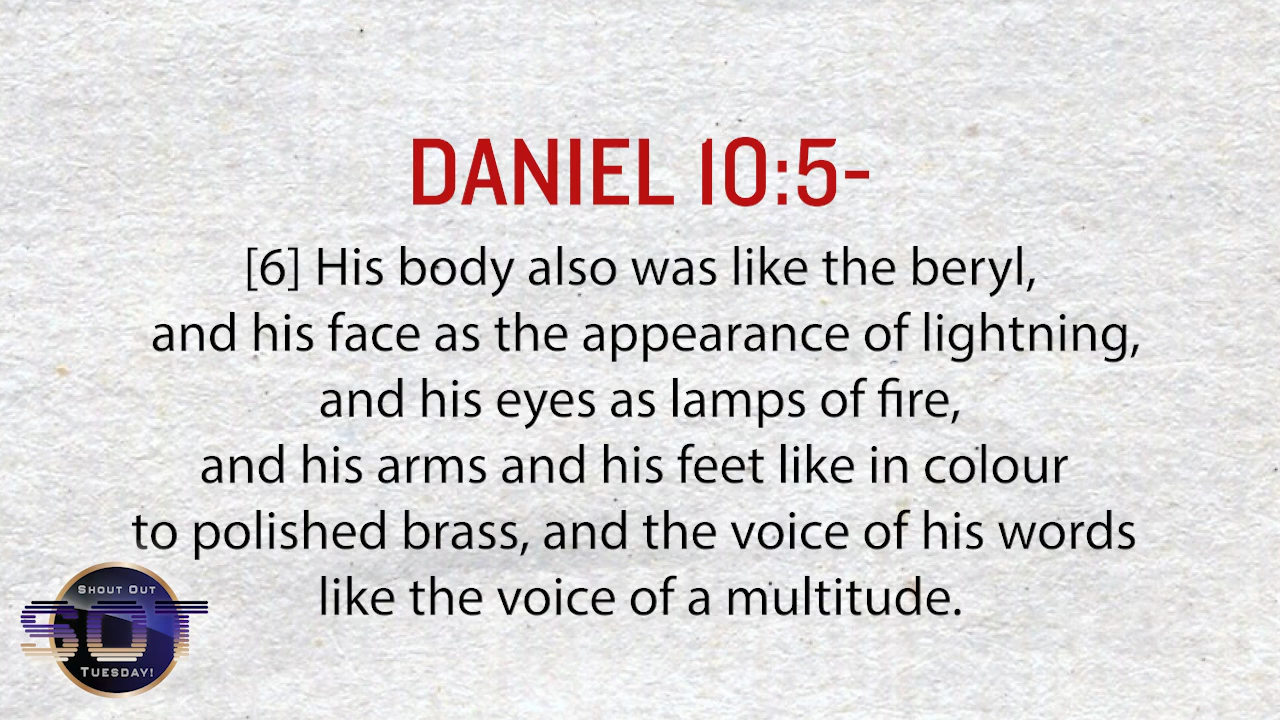 DANIEL 10:5-
[6] His body also was like the beryl,
and his face as the appearance of lightning,
and his eyes as lamps of fire,
and his arms and his feet like in colour
to polished brass, and the voice of his words
like the voice of a multitude.
SHOUT OUT
SOT
TUESDAY!